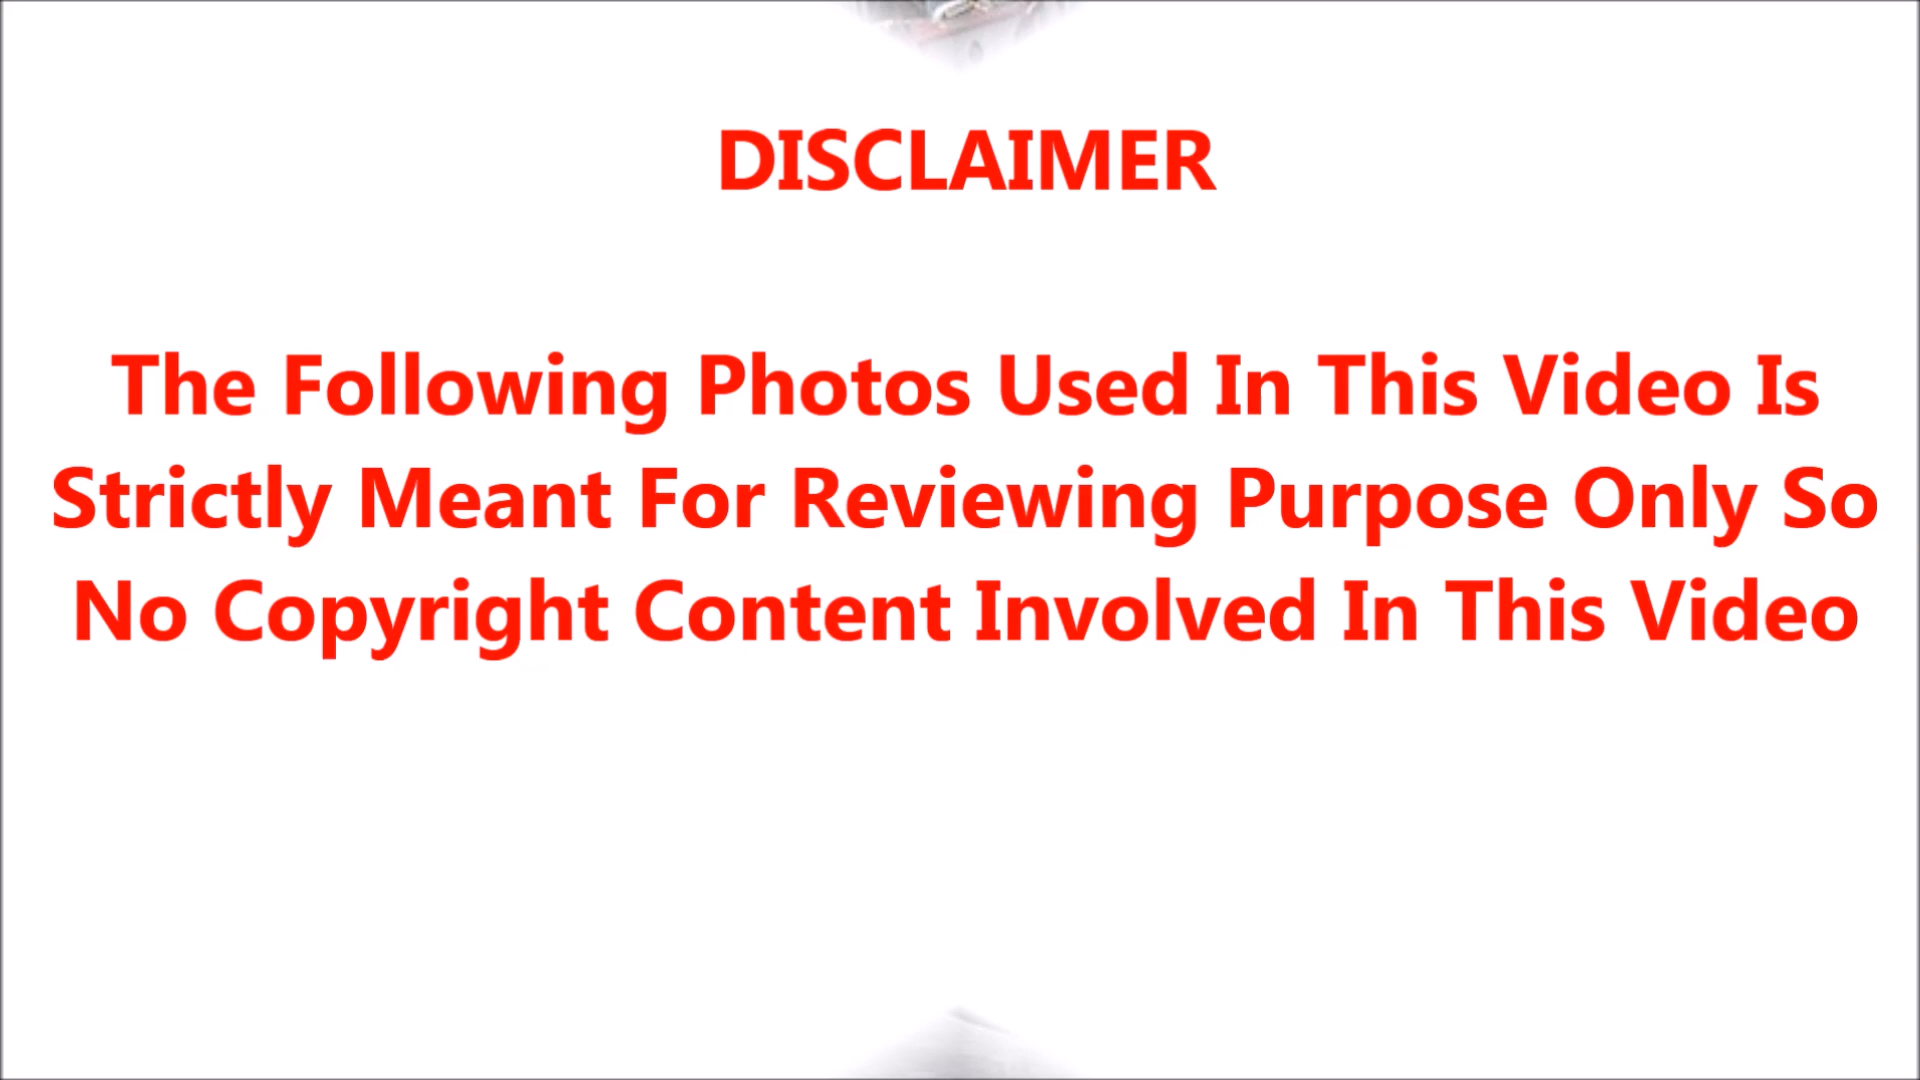 DISCLAIMER
The Following Photos Used In This Video Is
Strictly Meant For Reviewing Purpose Only So
No Copyright Content Involved In This Video